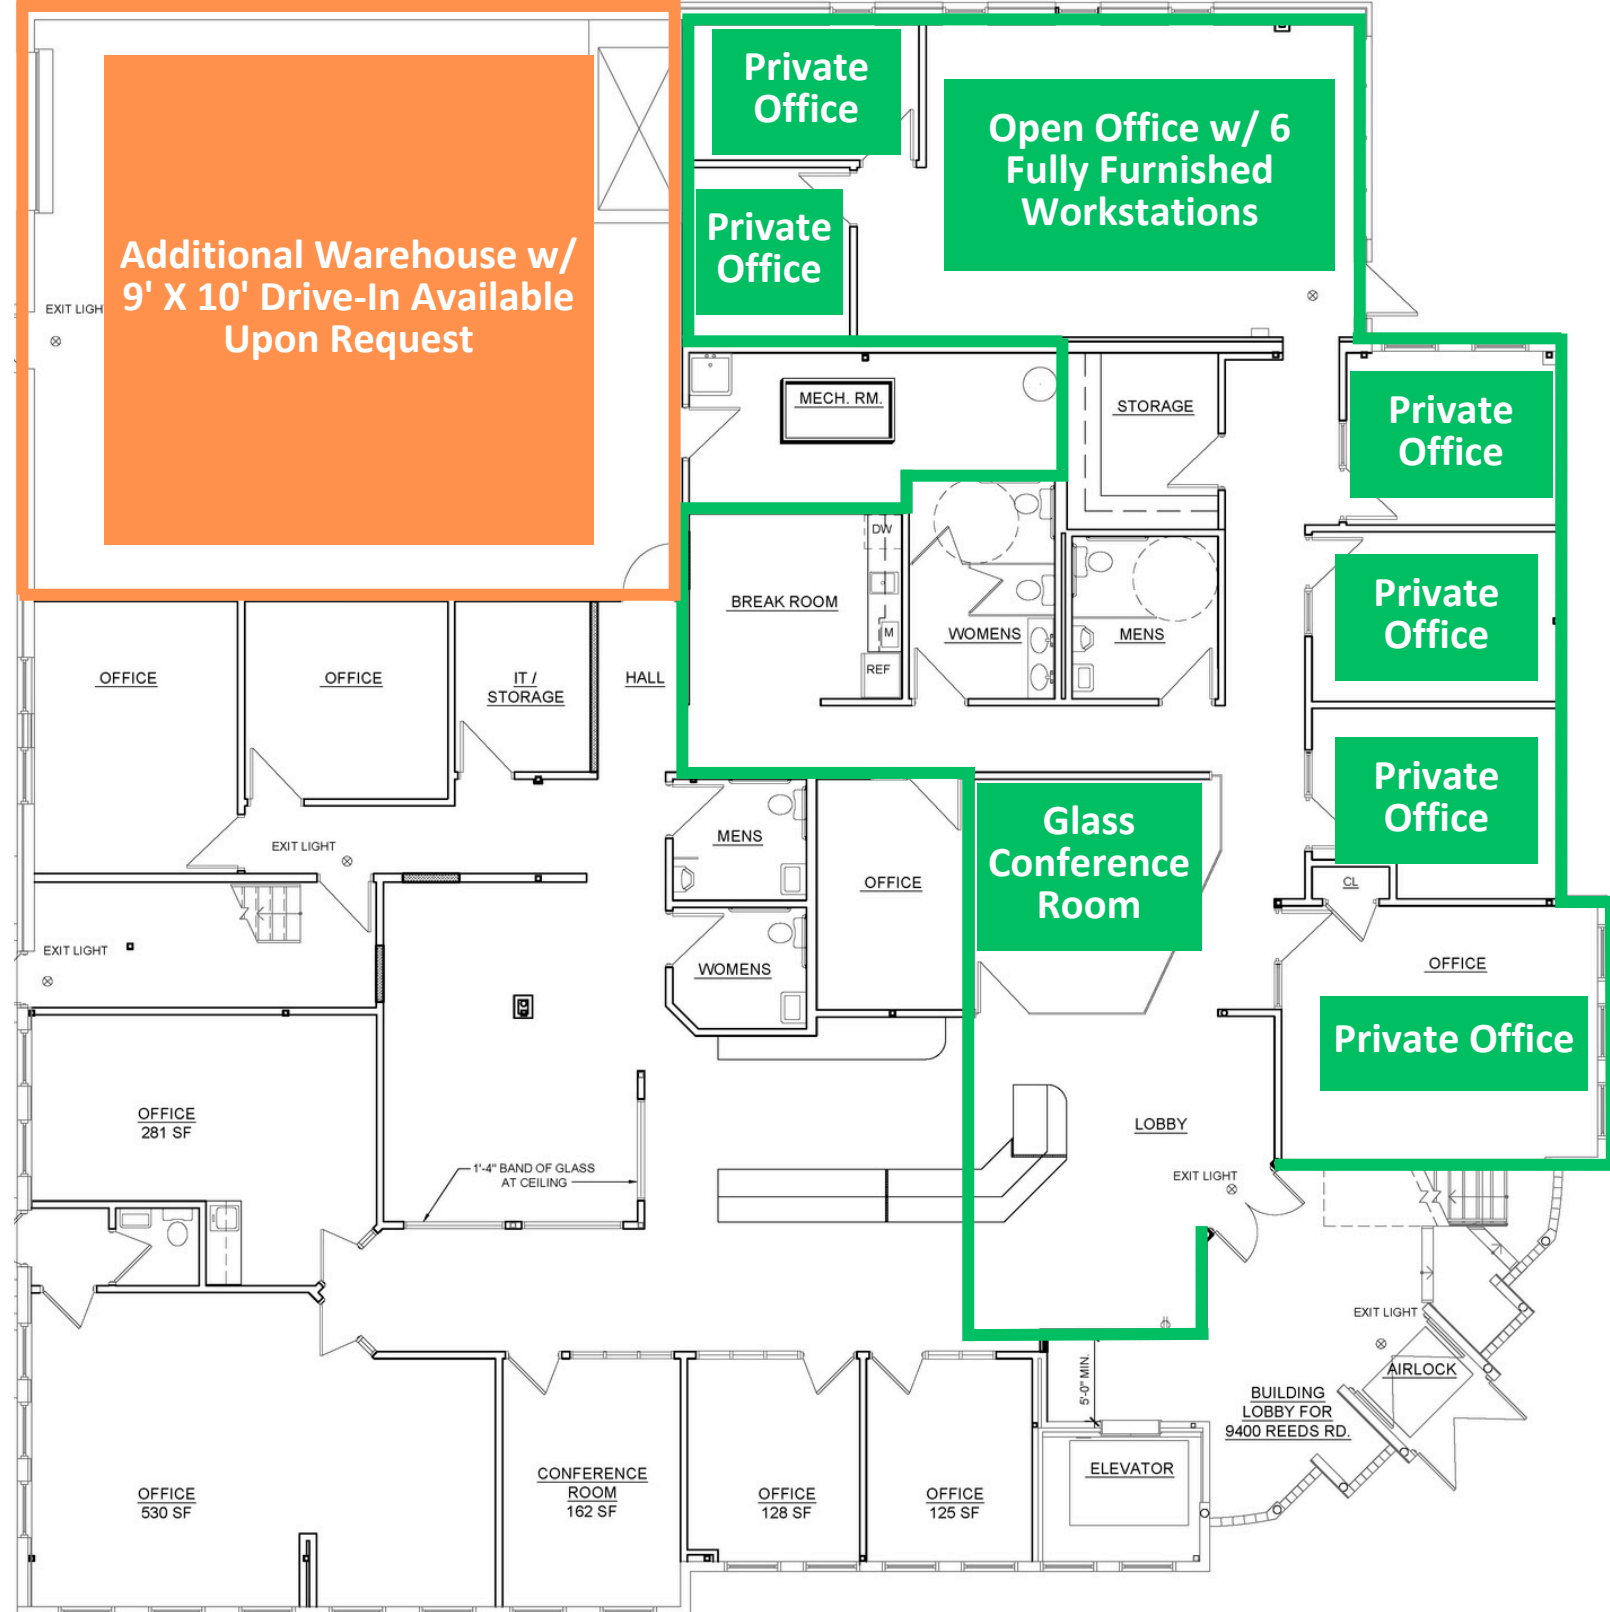 Private
Office
Open Office w/ 6
Fully Furnished
Workstations
Private
Office
Additional Warehouse w/
9' X 10' Drive-In Available
Upon Request
EXIT LIGH
MECH. RM.
STORAGE
Private
Office
DW
BREAK ROOM
M
REF
WOMENS
MENS
Private
Office
OFFICE
OFFICE
IT /
STORAGE
HALL
Private
Office
Glass
Conference
Room
MENS
EXIT LIGHT
OFFICE
CL
EXIT LIGHT
WOMENS
OFFICE
Private Office
OFFICE
281 SF
LOBBY
1'-4" BAND OF GLASS
AT CEILING
EXIT LIGHT
EXIT LIGHT
5'-0" MIN.
AIRLOCK
BUILDING
LOBBY FOR
9400 REEDS RD.
ELEVATOR
OFFICE
530 SF
CONFERENCE
ROOM
162 SF
OFFICE
128 SF
OFFICE
125 SF